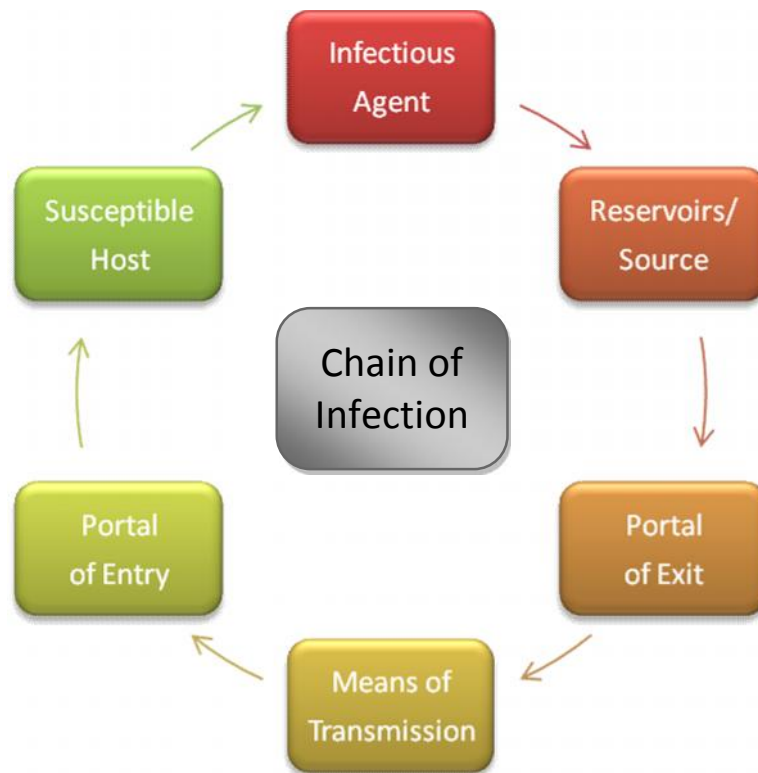 Infectious
Agent
Reservoirs/
Source
Portal
of Exit
Means of
Transmission
Portal
of Entry
Susceptible
Host
Chain of
Infection